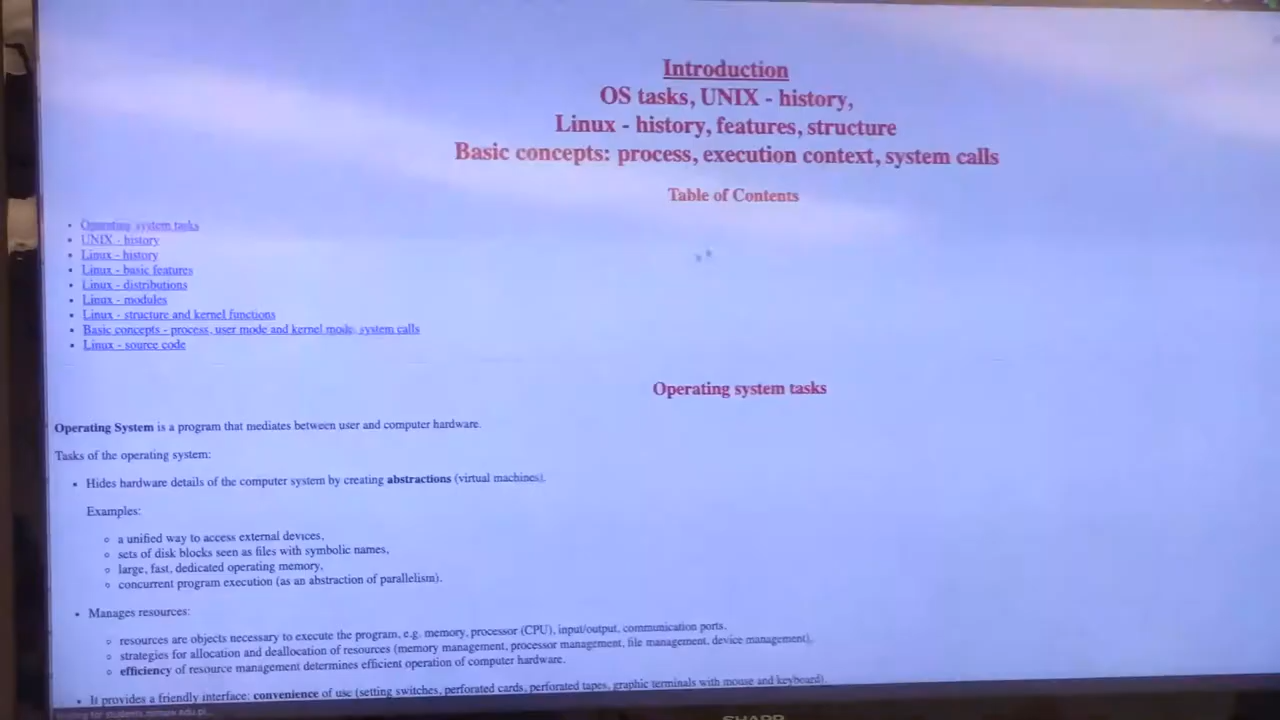 Introduction
OS tasks, UNIX - history,
Linux - history, features, structure
Basic concepts: process, execution context, system calls
Table of Contents
• Operating system tasks
• UNIX - history
• Linux - history
• Linux - basic features
• Linux - distributions
• Linux - modules
• Linux - structure and kernel functions
• Basic concepts - process, user mode and kernel mode, system calls
• Linux - source code
Operating system tasks
Operating System is a program that mediates between user and computer hardware.
Tasks of the operating system:
• Hides hardware details of the computer system by creating abstractions (virtual machines).
Examples:
◦ a unified way to access external devices,
◦ sets of disk blocks seen as files with symbolic names,
◦ large, fast, dedicated operating memory,
◦ concurrent program execution (as an abstraction of parallelism).
• Manages resources:
◦ resources are objects necessary to execute the program, e.g. memory, processor (CPU), input/output, communication ports.
◦ strategies for allocation and deallocation of resources (memory management, processor management, file management, device management).
◦ efficiency of resource management determines efficient operation of computer hardware.
• It provides a friendly interface: convenience of use (setting switches, perforated cards, perforated tapes, graphic terminals with mouse and keyboard).
Waiting for students.mimuw.edu.pl...
SHARP